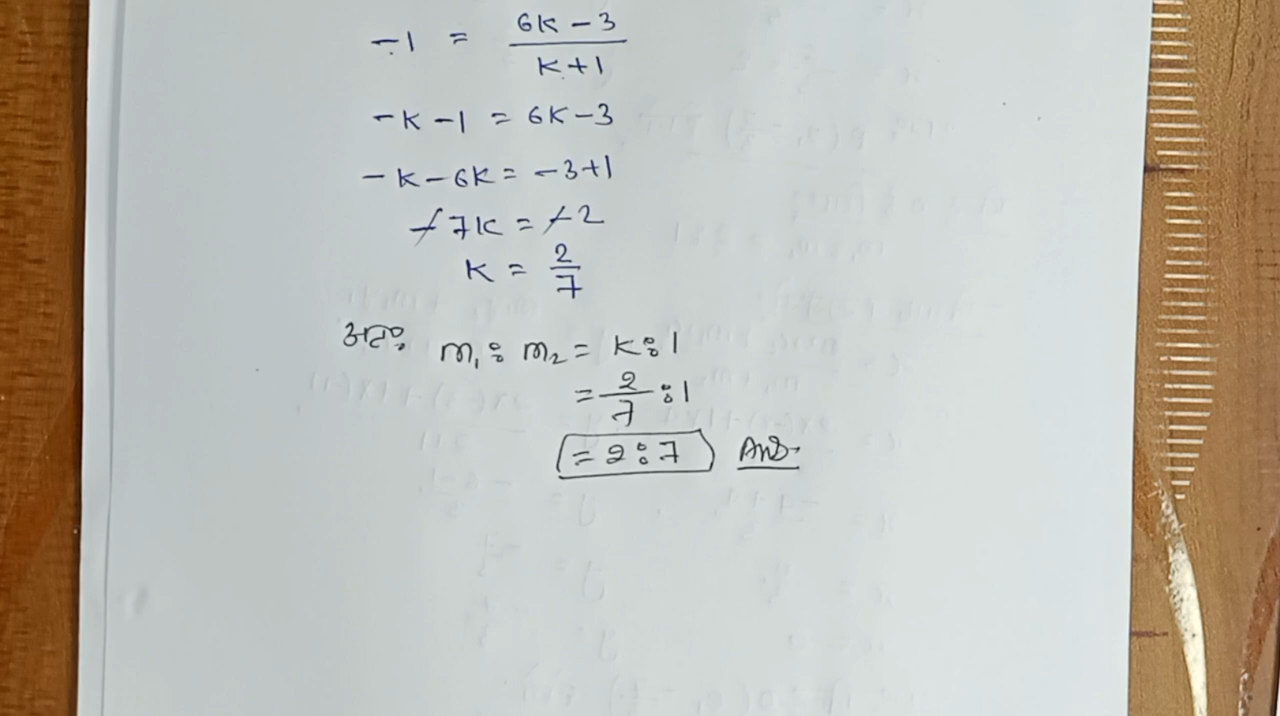 -1 = (6K-3)/(K+1)
-K-1 = 6K-3
-K-6K = -3+1
-7K = -2
K = 2/7
अतः m₁ : m₂ = K : 1
= 2/7 : 1
= 2 : 7 Ans.